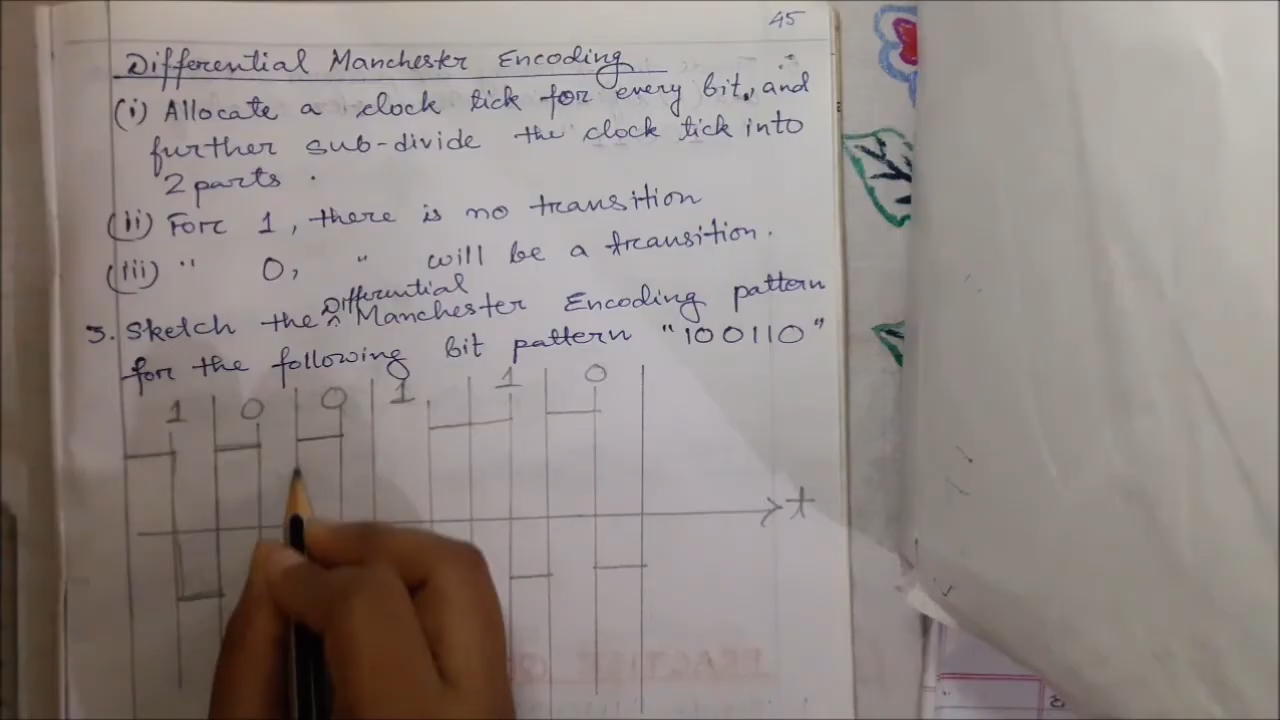 45
Differential Manchester Encoding
(i) Allocate a clock tick for every bit, and
further sub-divide the clock tick into
2 parts.
(ii) For 1, there is no transition
(iii) " 0, " will be a transition.
Differential
3. Sketch the ^ Manchester Encoding pattern
for the following bit pattern "100110"
1 0 0 1 1 0
t